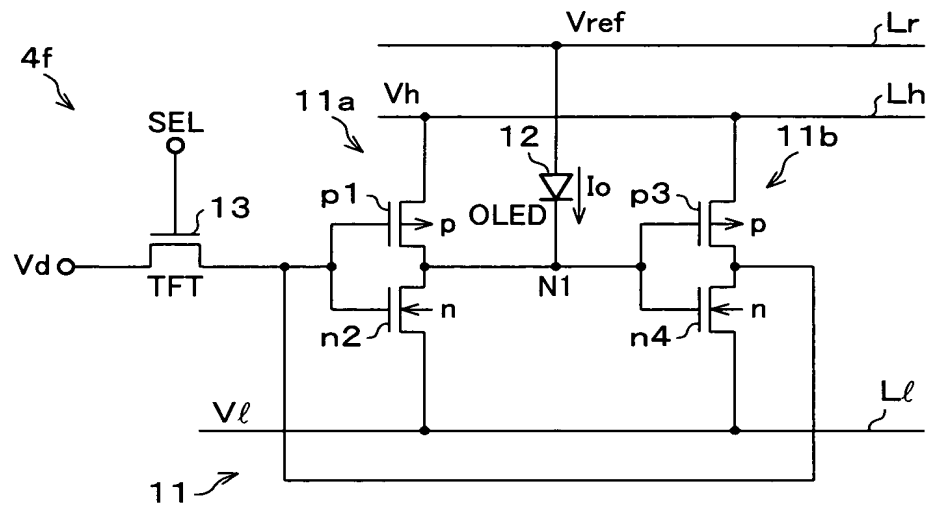 Vref
Lr
4f
Vh
Lh
11a
SEL
12
11b
p1
Io
p3
13
OLED
p
p
Vd
TFT
N1
n2
n
n4
n
Vℓ
Lℓ
11